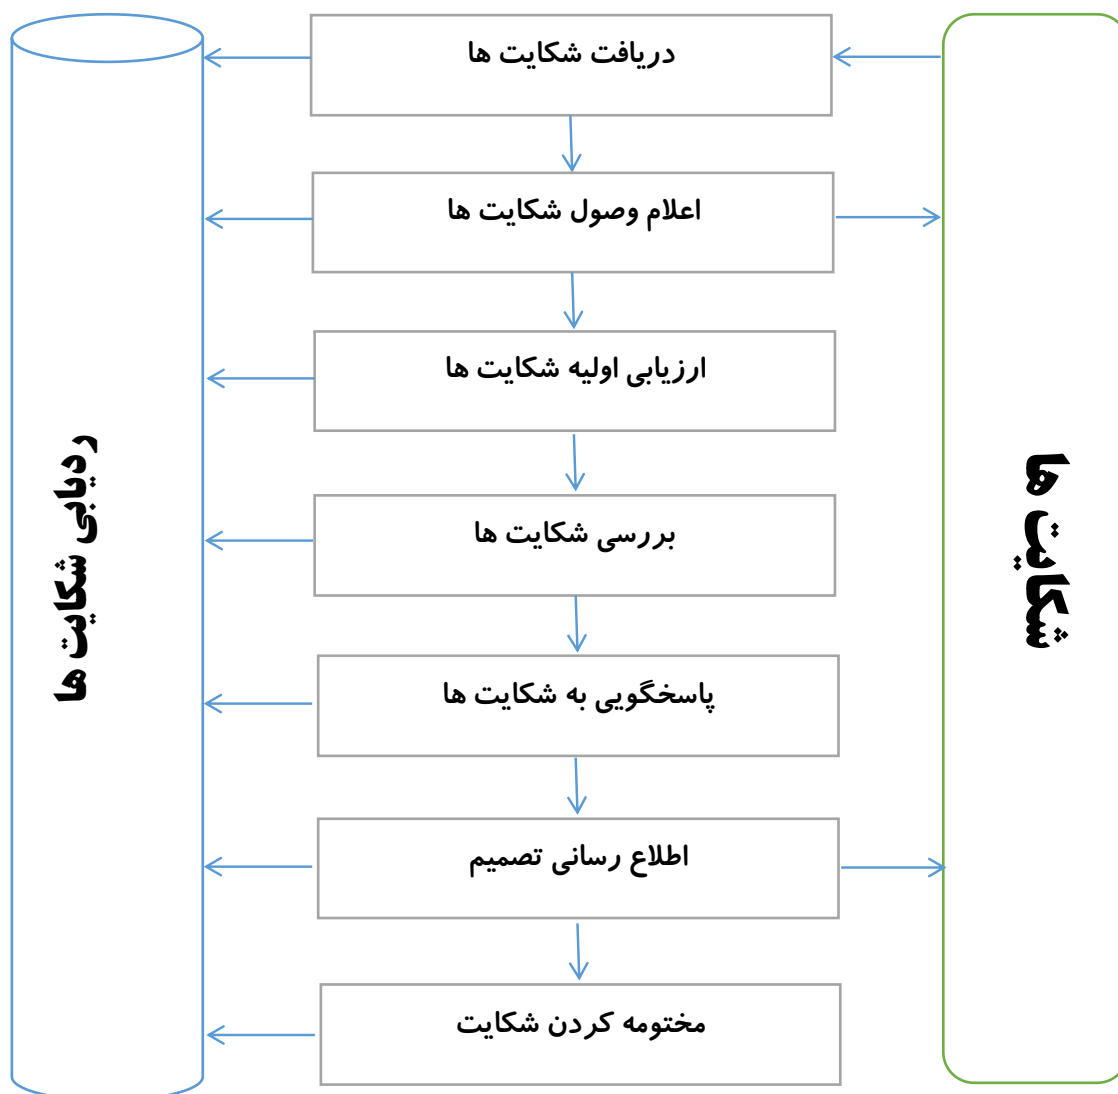 دریافت شکایت ها
اعلام وصول شکایت ها
ارزیابی اولیه شکایت ها
بررسی شکایت ها
پاسخگویی به شکایت ها
اطلاع رسانی تصمیم
مختومه کردن شکایت
شکایت ها
ردیابی شکایت ها